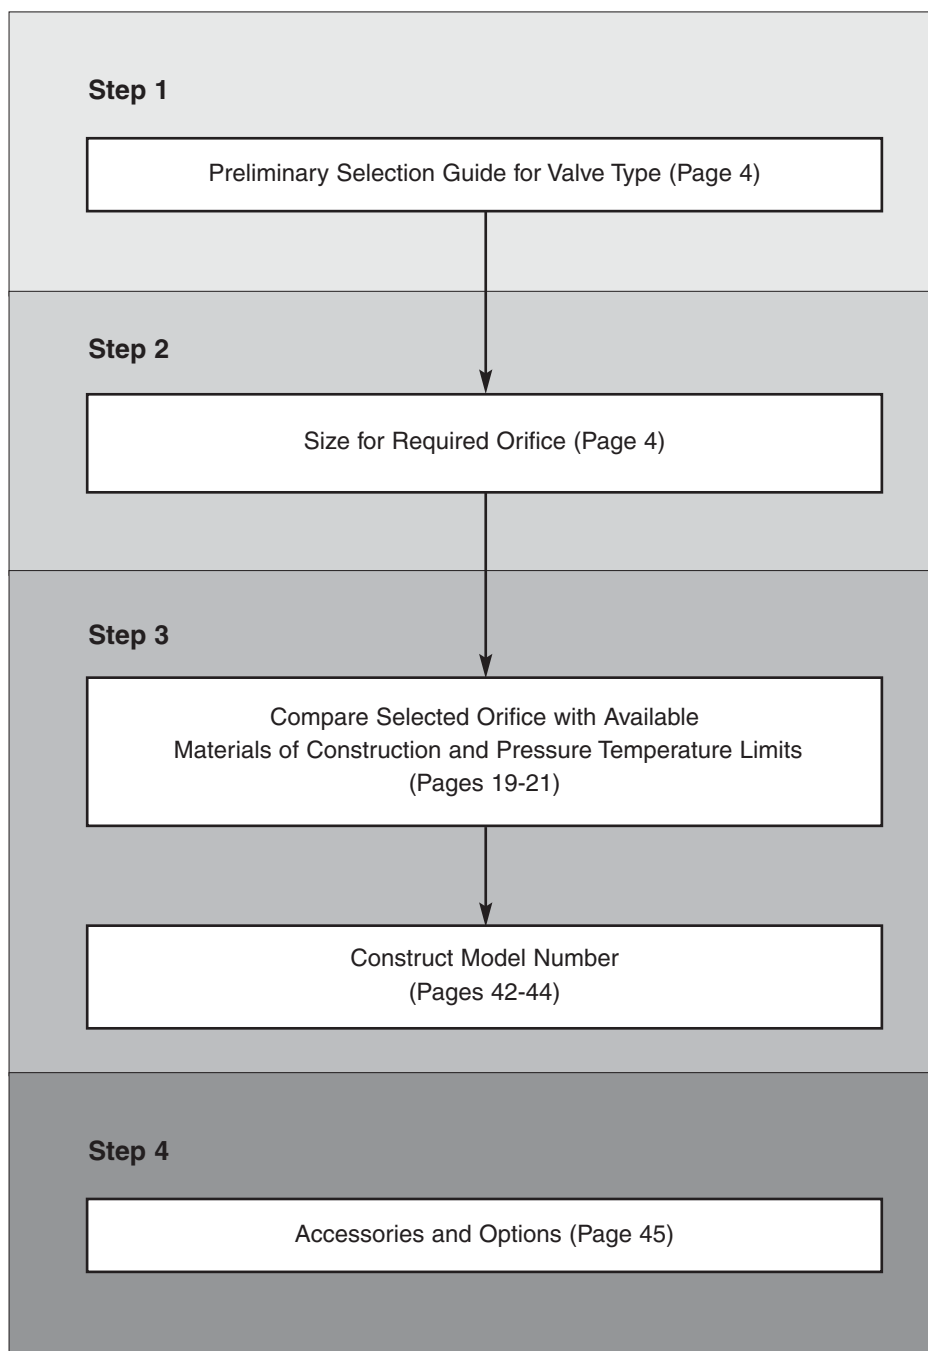 Step 1
Preliminary Selection Guide for Valve Type (Page 4)
Step 2
Size for Required Orifice (Page 4)
Step 3
Compare Selected Orifice with Available
Materials of Construction and Pressure Temperature Limits
(Pages 19-21)
Construct Model Number
(Pages 42-44)
Step 4
Accessories and Options (Page 45)